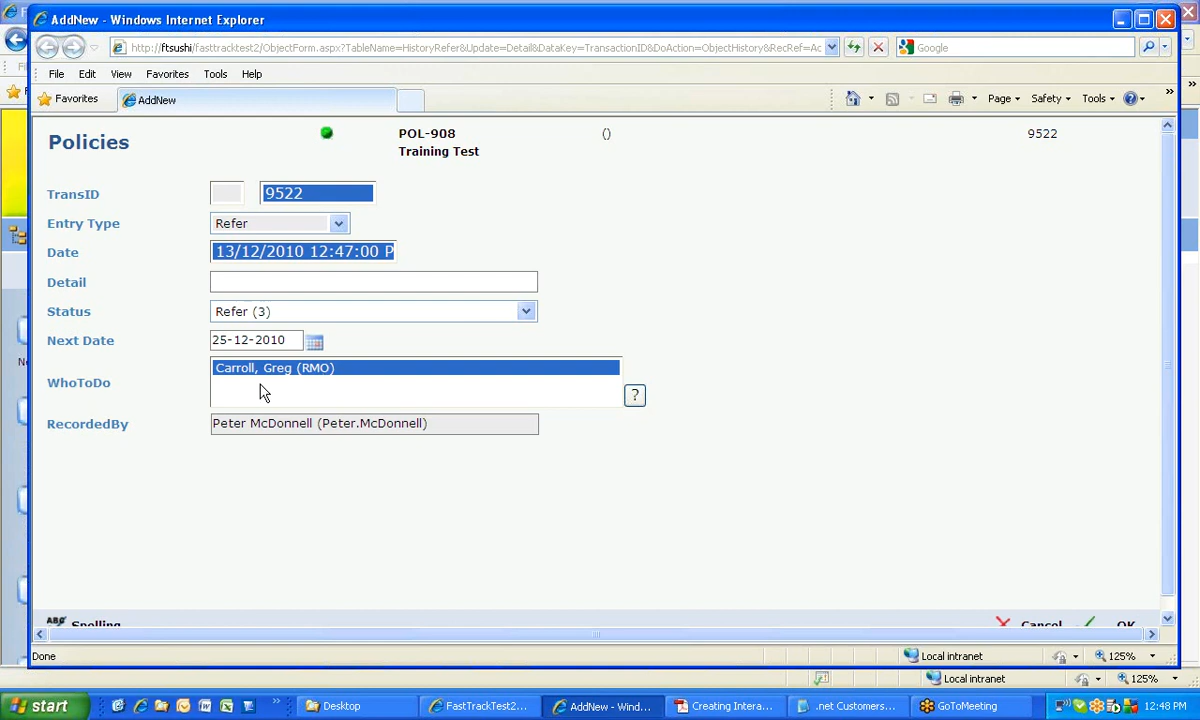 AddNew - Windows Internet Explorer
http://ftsushi/fasttracktest2/ObjectForm.aspx?TableName=HistoryRefer&Update=Detail&DataKey=TransactionID&DoAction=ObjectHistory&RecRef=Ac
Google
File Edit View Favorites Tools Help
Favorites AddNew Page Safety Tools
Policies POL-908 () 9522
Training Test
TransID 9522
Entry Type Refer
Date 13/12/2010 12:47:00 P
Detail
Status Refer (3)
Next Date 25-12-2010
WhoToDo Carroll, Greg (RMO) ?
RecordedBy Peter McDonnell (Peter.McDonnell)
ABC Spelling Cancel OK
Done Local intranet 125%
Local intranet 125%
start Desktop FastTrackTest2... AddNew - Wind... Creating Intera... .net Customers... GoToMeeting 12:48 PM